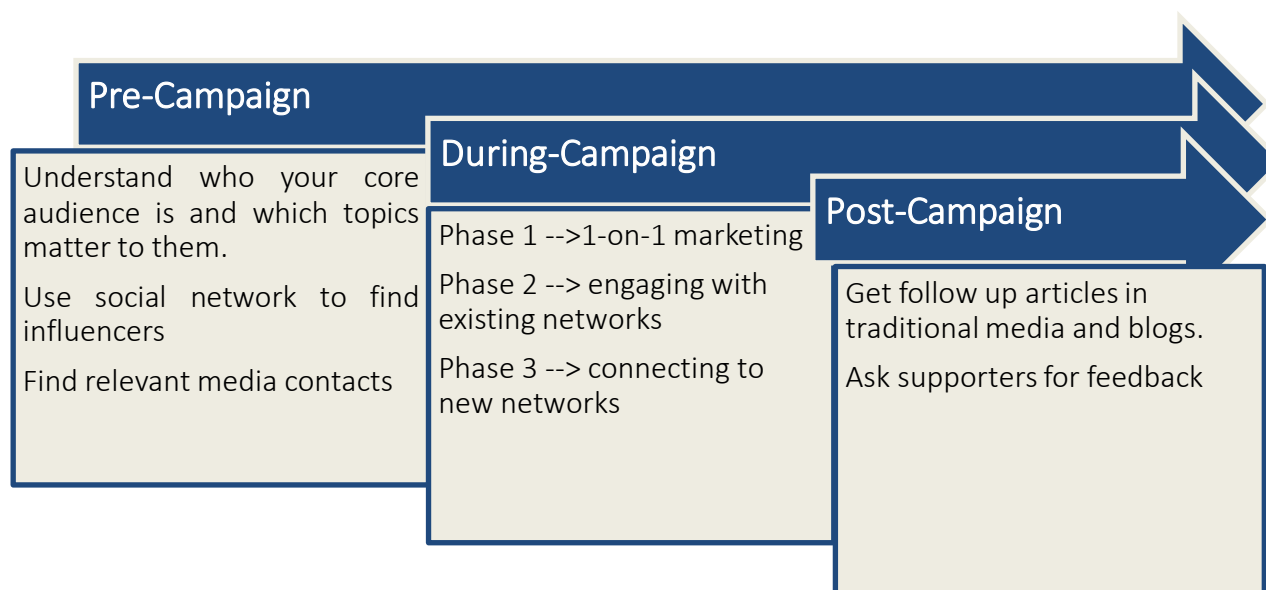 Pre-Campaign
Understand who your core
audience is and which topics
matter to them.
Use social network to find
influencers
Find relevant media contacts
During-Campaign
Phase 1 -->1-on-1 marketing
Phase 2 --> engaging with
existing networks
Phase 3 --> connecting to
new networks
Post-Campaign
Get follow up articles in
traditional media and blogs.
Ask supporters for feedback